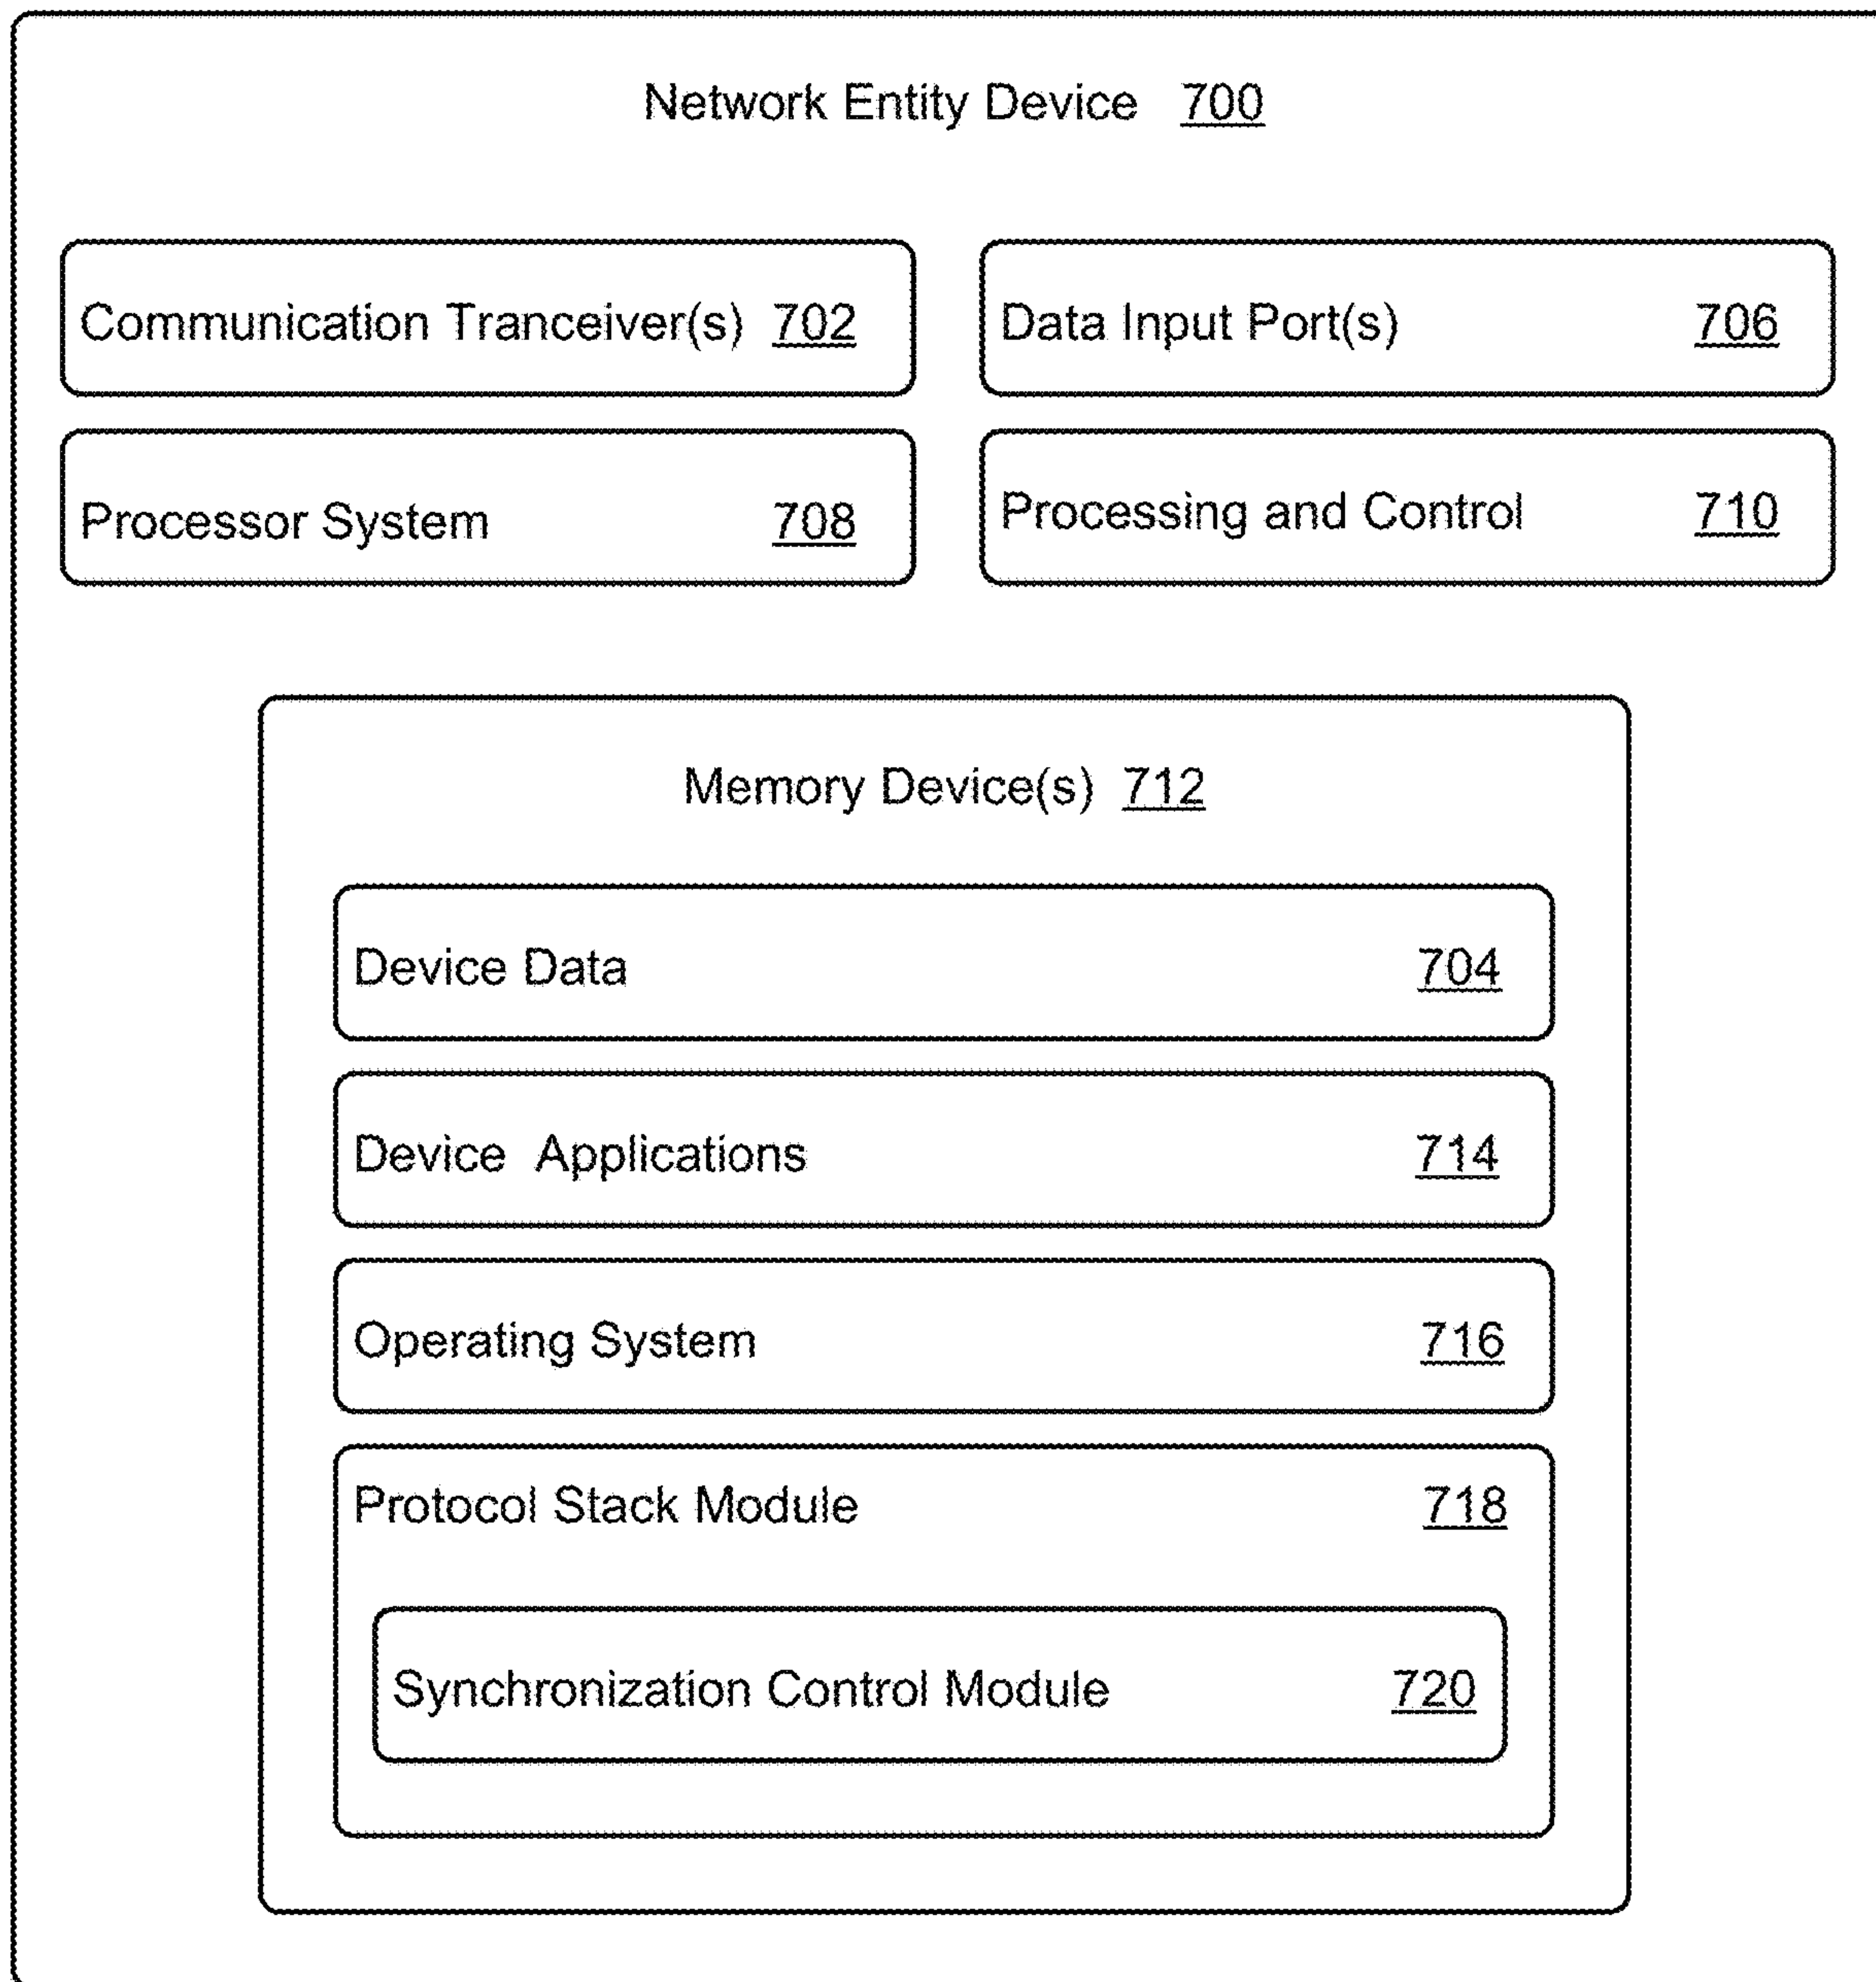 Network Entity Device 700
Communication Tranceiver(s) 702
Data Input Port(s) 706
Processor System 708
Processing and Control 710
Memory Device(s) 712
Device Data 704
Device Applications 714
Operating System 716
Protocol Stack Module 718
Synchronization Control Module 720